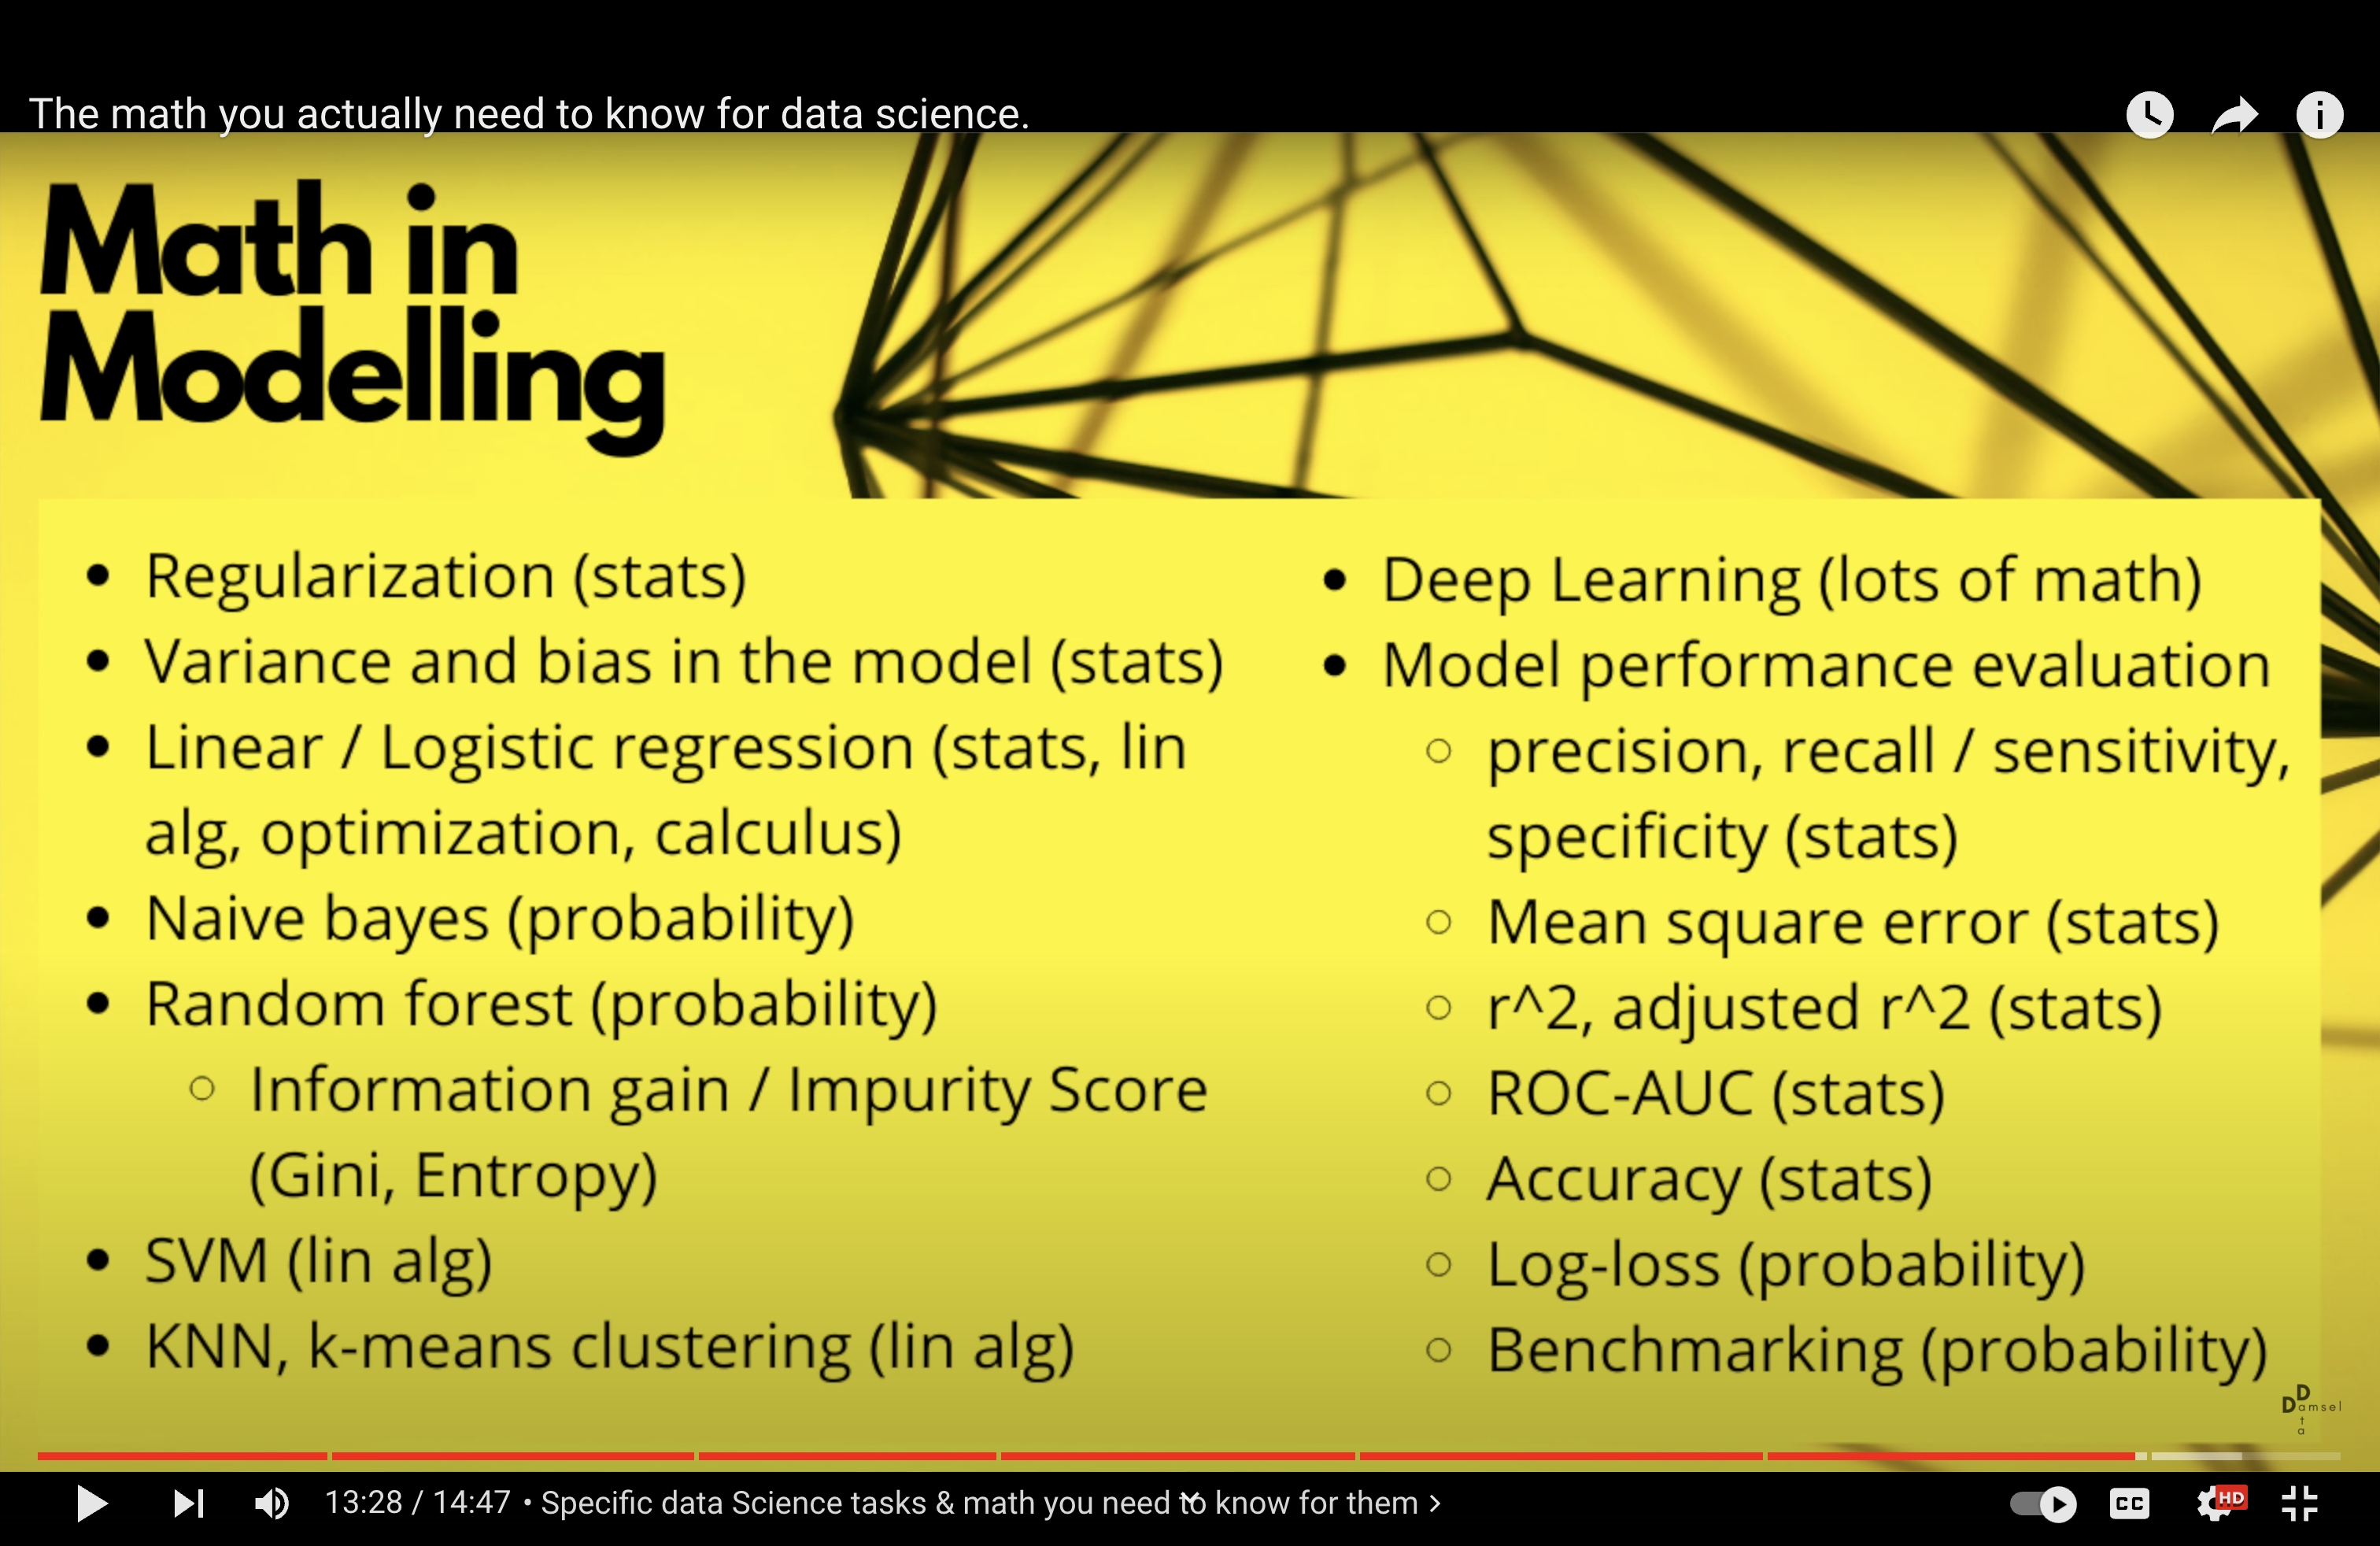 The math you actually need to know for data science.
Math in
Modelling
• Regularization (stats)
• Variance and bias in the model (stats)
• Linear / Logistic regression (stats, lin
alg, optimization, calculus)
• Naive bayes (probability)
• Random forest (probability)
○ Information gain / Impurity Score
(Gini, Entropy)
• SVM (lin alg)
• KNN, k-means clustering (lin alg)
• Deep Learning (lots of math)
• Model performance evaluation
○ precision, recall / sensitivity,
specificity (stats)
○ Mean square error (stats)
○ r^2, adjusted r^2 (stats)
○ ROC-AUC (stats)
○ Accuracy (stats)
○ Log-loss (probability)
○ Benchmarking (probability)
Damsel
Data
13:28 / 14:47 • Specific data Science tasks & math you need to know for them >
CC
HD